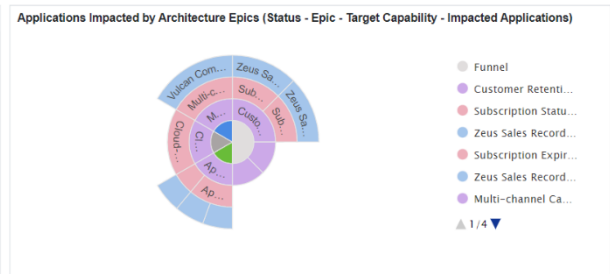 Applications Impacted by Architecture Epics (Status - Epic - Target Capability - Impacted Applications)
Vulcan Com...
Zeus Sa...
Zeus Sa...
Multi-c...
Sub...
Sub...
Cloud-...
M...
Custo...
Cl...
Ap...
Ap...
Funnel
Customer Retenti...
Subscription Statu...
Zeus Sales Record...
Subscription Expir...
Zeus Sales Record...
Multi-channel Ca...
1/4